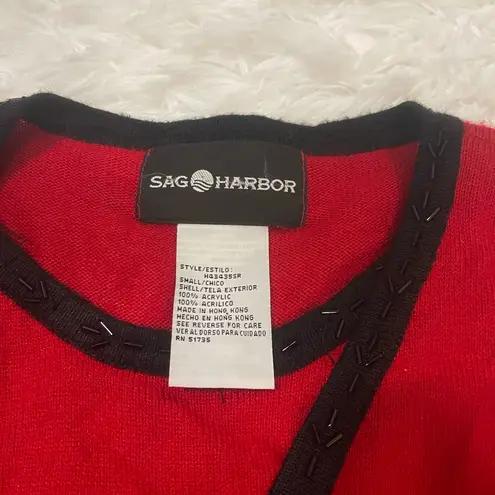 SAG HARBOR
STYLE/ESTILO:
H43435SR
SMALL/CHICO
SHELL/TELA EXTERIOR
100% ACRYLIC
100% ACRILICO
MADE IN HONG KONG
HECHO EN HONG KONG
SEE REVERSE FOR CARE
VER AL DORSO PARA CUIDADO
RN 51735